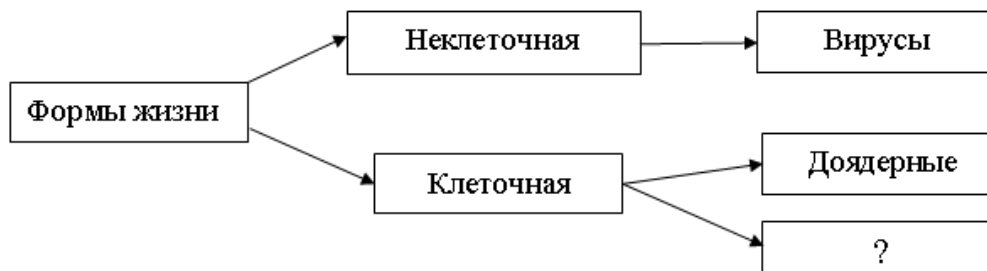 Неклеточная
Вирусы
Формы жизни
Клеточная
Доядерные
?